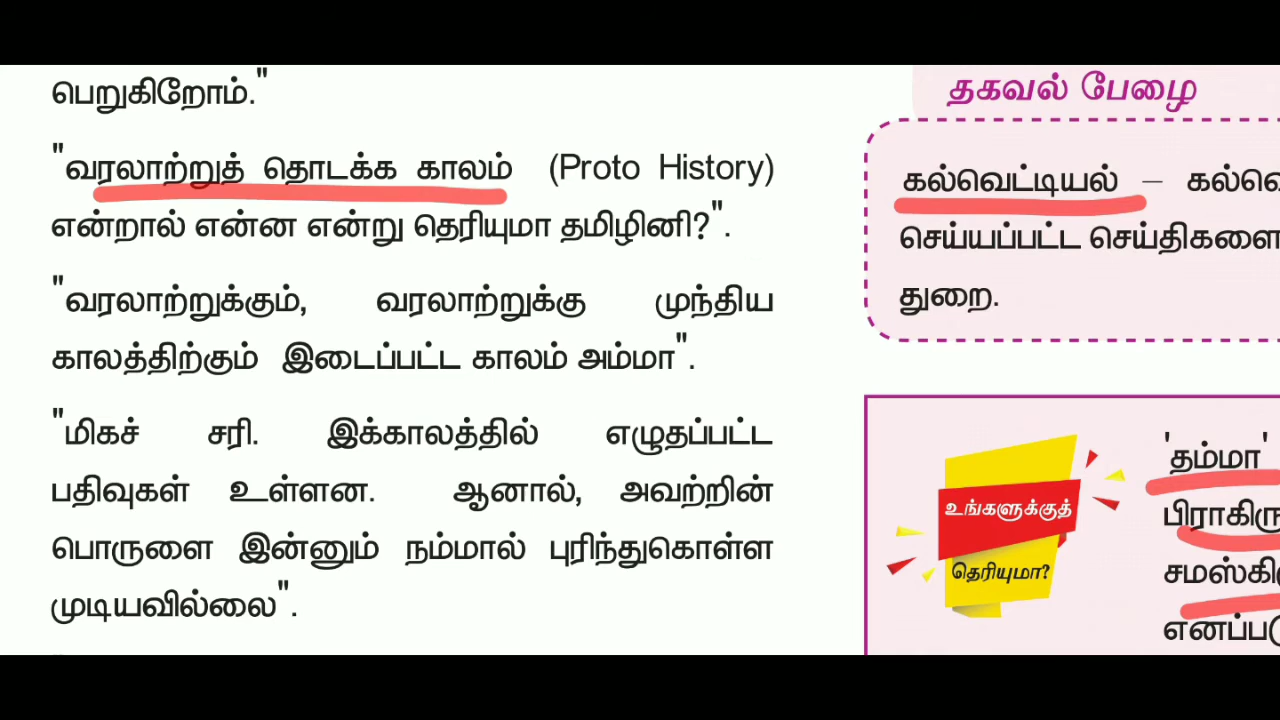 பெறுகிறோம்."
"வரலாற்றுத் தொடக்க காலம் (Proto History)
என்றால் என்ன என்று தெரியுமா தமிழினி?".
"வரலாற்றுக்கும், வரலாற்றுக்கு முந்திய
காலத்திற்கும் இடைப்பட்ட காலம் அம்மா".
"மிகச் சரி. இக்காலத்தில் எழுதப்பட்ட
பதிவுகள் உள்ளன. ஆனால், அவற்றின்
பொருளை இன்னும் நம்மால் புரிந்துகொள்ள
முடியவில்லை".
தகவல் பேழை
கல்வெட்டியல் –
செய்யப்பட்ட செய்திகளை
துறை.
உங்களுக்குத்
தெரியுமா?
'தம்மா'